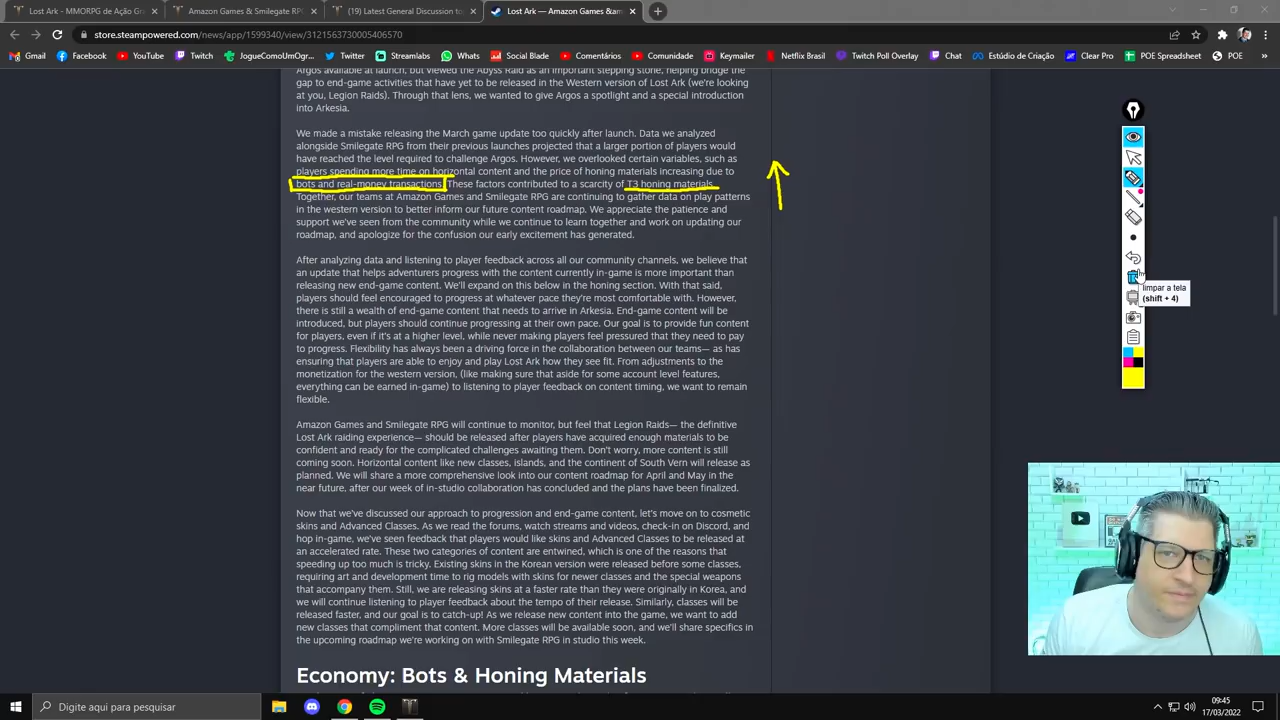 Lost Ark - MMORPG de Ação G
Amazon Games & Smilegate RPG
(19) Latest General Discussion to
Lost Ark — Amazon Games &am
store.steampowered.com/news/app/1599340/view/3121563730051406570
Gmail
Facebook
YouTube
Twitch
JogueComoUmOgr
Twitter
Streamlabs
Whats
Social Blade
Comentários
Comunidade
Keymailer
Netflix Brasil
Twitch Poll Overlay
Chat
Estúdio de Criação
Clear Pro
POE Spreadsheet
POE
Argos available at launch, but viewed the Abyss Raid as an important stepping stone, helping bridge the
gap to end-game activities that have yet to be released in the Western version of Lost Ark (we're looking
at you, Legion Raids). Through that lens, we wanted to give Argos a spotlight and a special introduction
into Arkesia.
We made a mistake releasing the March game update too quickly after launch. Data we analyzed
alongside Smilegate RPG from their previous launches projected that a larger portion of players would
have reached the level required to challenge Argos. However, we overlooked certain variables, such as
players spending more time on horizontal content and the price of honing materials increasing due to
bots and real-money transactions. These factors contributed to a scarcity of T3 honing materials.
Together, our teams at Amazon Games and Smilegate RPG are continuing to gather data on play patterns
in the western version to better inform our future content roadmap. We appreciate the patience and
support we've seen from the community while we continue to learn together and work on updating our
roadmap, and apologize for the confusion our early excitement has generated.
After analyzing data and listening to player feedback across all our community channels, we believe that
an update that helps adventurers progress with the content currently in-game is more important than
releasing new end-game content. We'll expand on this below in the honing section. With that said,
players should feel encouraged to progress at whatever pace they're most comfortable with. However,
there is still a wealth of end-game content that needs to arrive in Arkesia. End-game content will be
introduced, but players should continue progressing at their own pace. Our goal is to provide fun content
for players, even if it's at a higher level, while never making players feel pressured that they need to pay
to progress. Flexibility has always been a driving force in the collaboration between our teams— as has
ensuring that players are able to enjoy and play Lost Ark how they see fit. From adjustments to the
monetization for the western version, (like making sure that aside for some account level features,
everything can be earned in-game) to listening to player feedback on content timing, we want to remain
flexible.
Amazon Games and Smilegate RPG will continue to monitor, but feel that Legion Raids— the definitive
Lost Ark raiding experience— should be released after players have acquired enough materials to be
confident and ready for the complicated challenges awaiting them. Don't worry, more content is still
coming soon. Horizontal content like new classes, islands, and the continent of South Vern will release as
planned. We will share a more comprehensive look into our content roadmap for April and May in the
near future, after our week of in-studio collaboration has concluded and the plans have been finalized.
Now that we've discussed our approach to progression and end-game content, let's move on to cosmetic
skins and Advanced Classes. As we read the forums, watch streams and videos, check-in on Discord, and
hop in-game, we've seen feedback that players would like skins and Advanced Classes to be released at
an accelerated rate. These two categories of content are entwined, which is one of the reasons that
speeding up too much is tricky. Existing skins in the Korean version were released before some classes,
requiring art and development time to rig models with skins for newer classes and the special weapons
that accompany them. Still, we are releasing skins at a faster rate than they were originally in Korea, and
we will continue listening to player feedback about the tempo of their release. Similarly, classes will be
released faster, and our goal is to catch-up! As we release new content into the game, we want to add
new classes that compliment that content. More classes will be available soon, and we'll share specifics in
the upcoming roadmap we're working on with Smilegate RPG in studio this week.
Economy: Bots & Honing Materials
limpar a tela
(shift + 4)
Digite aqui para pesquisar
09:45
17/03/2022